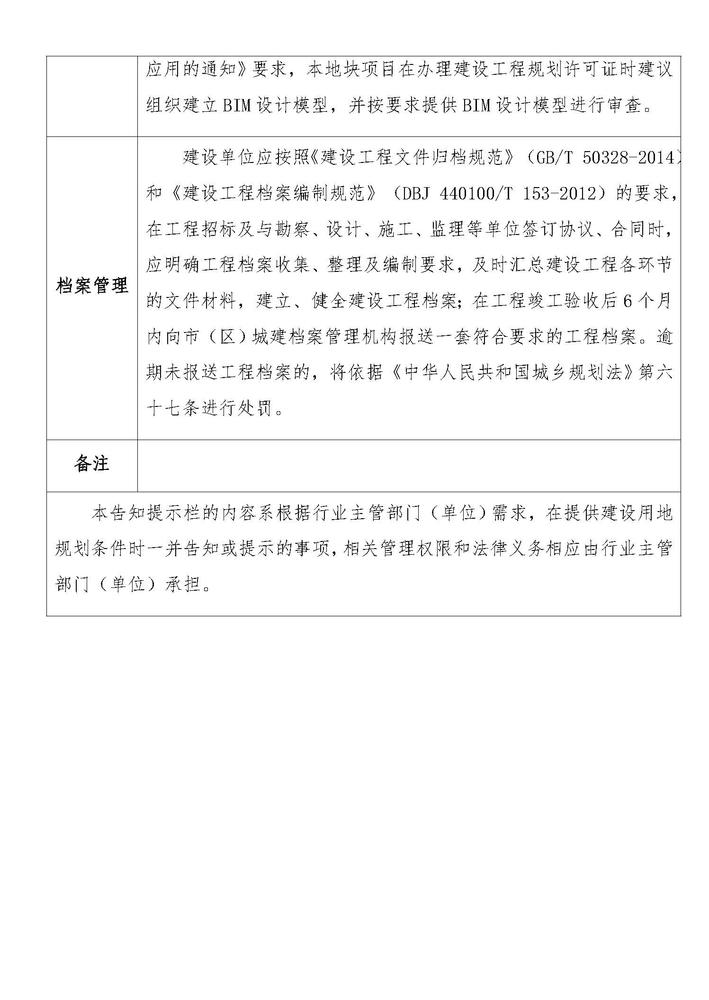 应用的通知》要求，本地块项目在办理建设工程规划许可证时建议
组织建立 BIM 设计模型，并按要求提供 BIM 设计模型进行审查。
建设单位应按照《建设工程文件归档规范》（GB/T 50328-2014）
和《建设工程档案编制规范》（DBJ 440100/T 153-2012）的要求，
在工程招标及与勘察、设计、施工、监理等单位签订协议、合同时，
应明确工程档案收集、整理及编制要求，及时汇总建设工程各环节
档案管理
的文件材料，建立、健全建设工程档案；在工程竣工验收后 6 个月
内向市（区）城建档案管理机构报送一套符合要求的工程档案。逾
期未报送工程档案的，将依据《中华人民共和国城乡规划法》第六
十七条进行处罚。
备注
本告知提示栏的内容系根据行业主管部门（单位）需求，在提供建设用地
规划条件时一并告知或提示的事项，相关管理权限和法律义务相应由行业主管
部门（单位）承担。